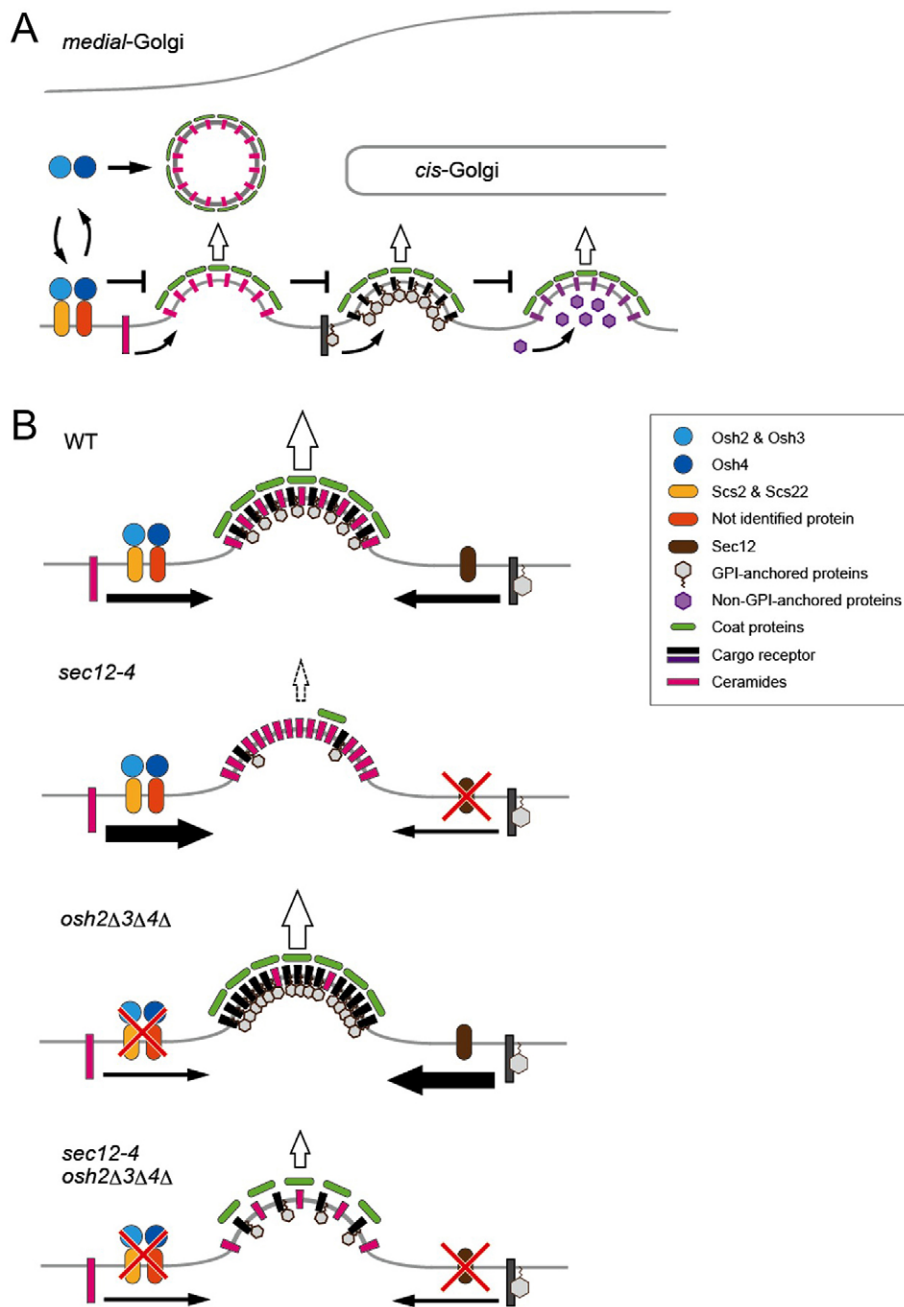 A
medial-Golgi
cis-Golgi
B
WT
Osh2 & Osh3
Osh4
Scs2 & Scs22
Not identified protein
Sec12
GPI-anchored proteins
Non-GPI-anchored proteins
Coat proteins
Cargo receptor
Ceramides
sec12-4
osh2Δ3Δ4Δ
sec12-4
osh2Δ3Δ4Δ